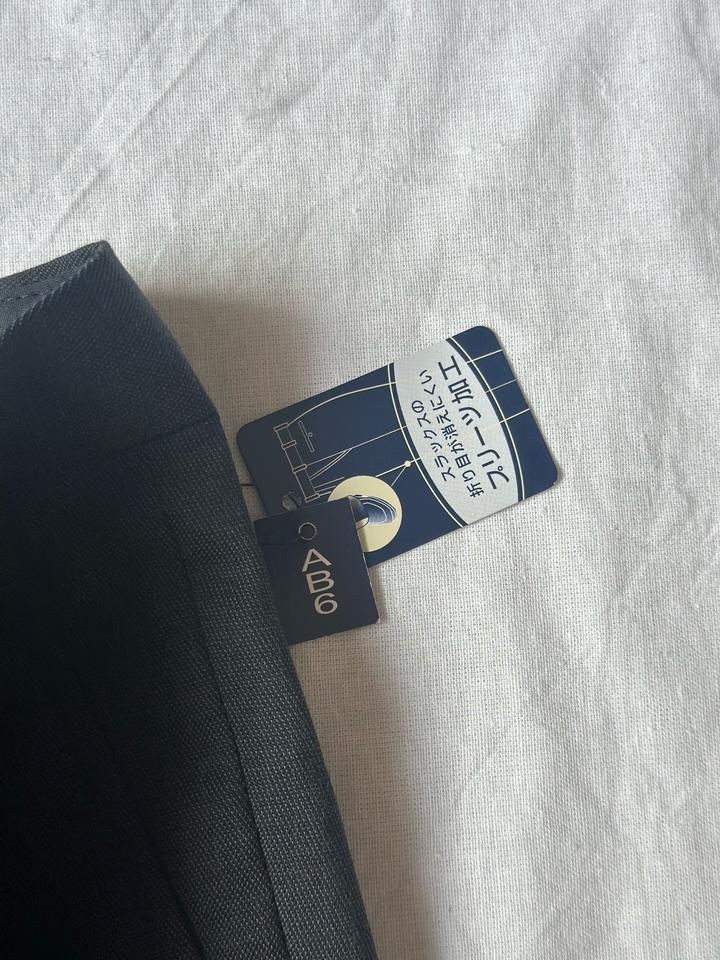 スラックスの
折り目が消えにくい
プリーツ加工
AB6